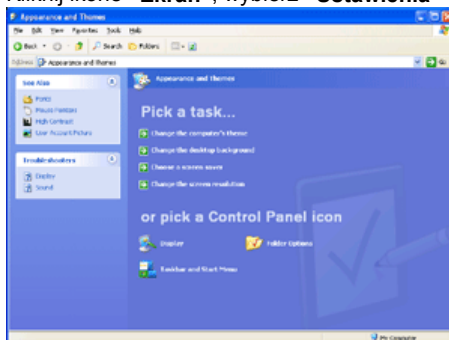 "Ekran", wybierz "Ustawienia"
Appearance and Themes
File Edit View Favorites Tools Help
Back Search Folders
Address Appearance and Themes Go
See Also
Fonts
Mouse Pointers
High Contrast
User Account Picture
Troubleshooters
Display
Sound
Appearance and Themes
Pick a task...
Change the computer's theme
Change the desktop background
Choose a screen saver
Change the screen resolution
or pick a Control Panel icon
Display
Folder Options
Taskbar and Start Menu
My Computer